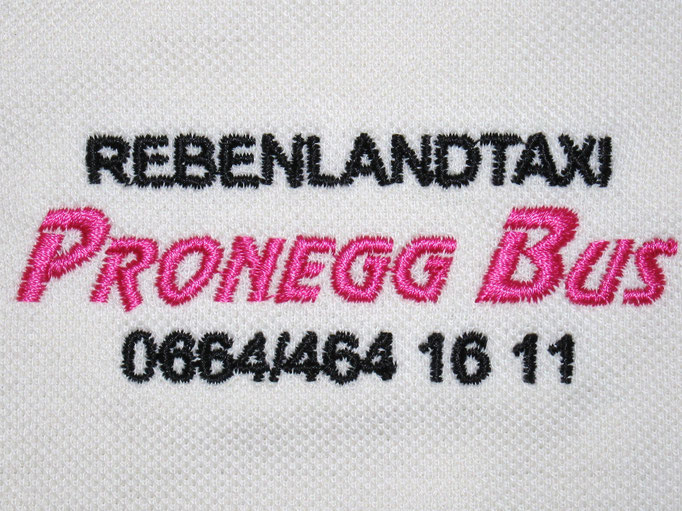 REBENLANDTAXI
PRONEGG BUS
0664/464 16 11